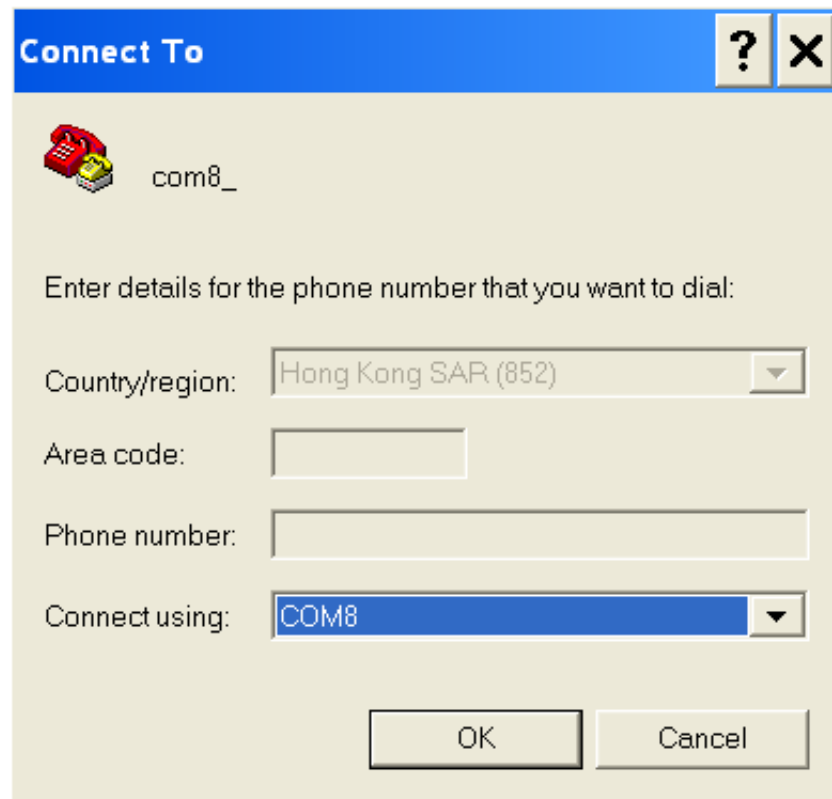 Connect To
?
com8_
Enter details for the phone number that you want to dial:
Country/region: Hong Kong SAR (852)
Area code:
Phone number:
Connect using: COM8
OK Cancel